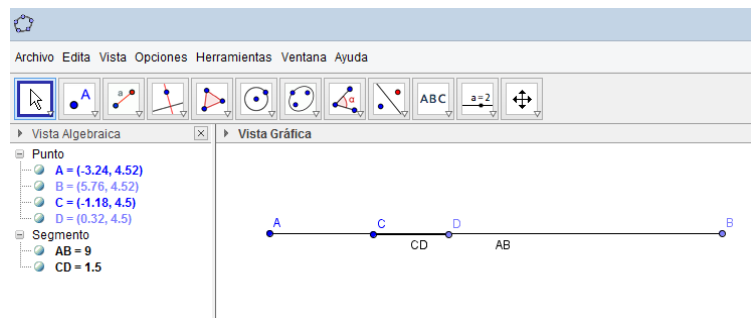 Archivo Edita Vista Opciones Herramientas Ventana Ayuda
A a α ABC a=2
Vista Algebraica
Vista Gráfica
Punto
A = (-3.24, 4.52)
B = (5.76, 4.52)
C = (-1.18, 4.5)
D = (0.32, 4.5)
Segmento
AB = 9
CD = 1.5
A C D B
CD AB